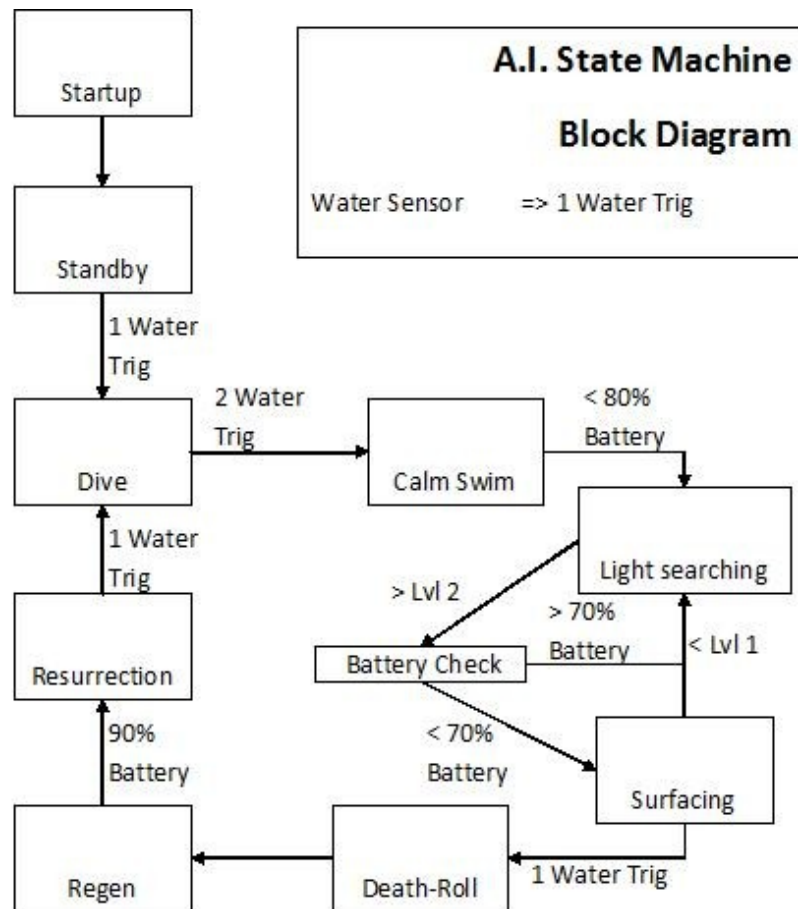 A.I. State Machine
Block Diagram
Water Sensor => 1 Water Trig
Startup
Standby
1 Water
Trig
Dive
2 Water
Trig
Calm Swim
< 80%
Battery
Light searching
> Lvl 2
> 70%
Battery
< Lvl 1
Battery Check
< 70%
Battery
Surfacing
1 Water Trig
Death-Roll
Regen
90%
Battery
Resurrection
1 Water
Trig